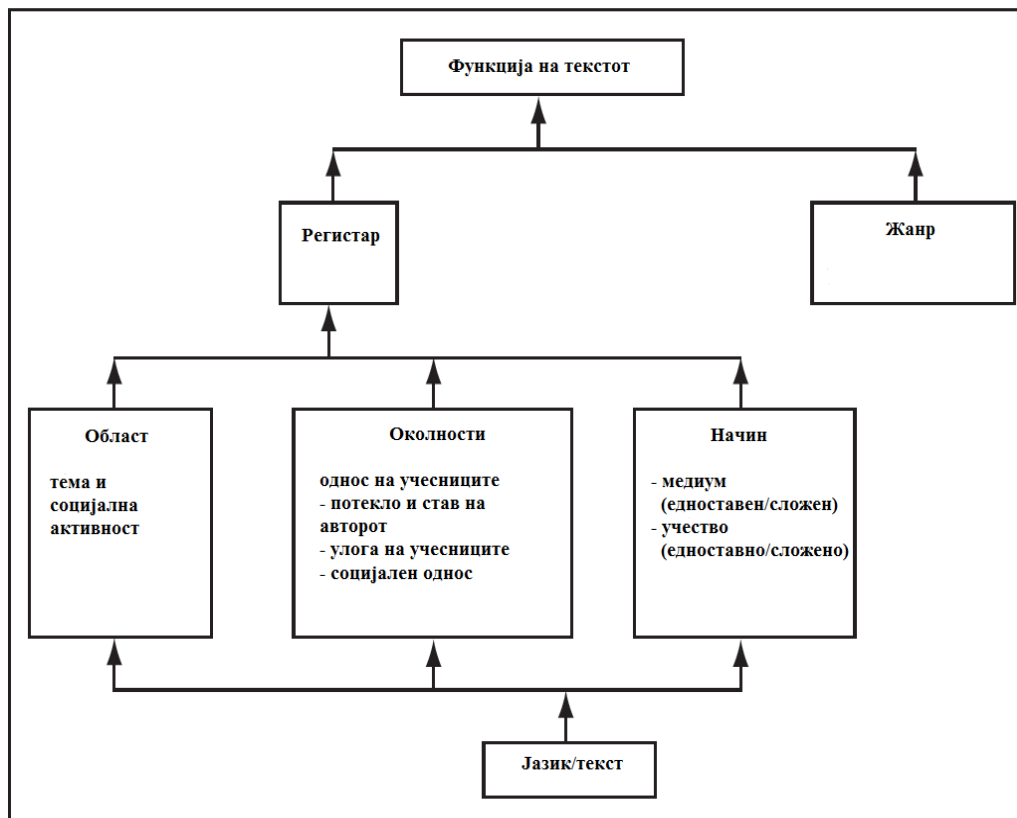 Функција на текстот
Регистар
Жанр
Област
тема и
социјална
активност
Околности
однос на учесниците
- потекло и став на
авторот
- улога на учесниците
- социјален однос
Начин
- медиум
(едноставен/сложен)
- учество
(едноставно/сложено)
Јазик/текст